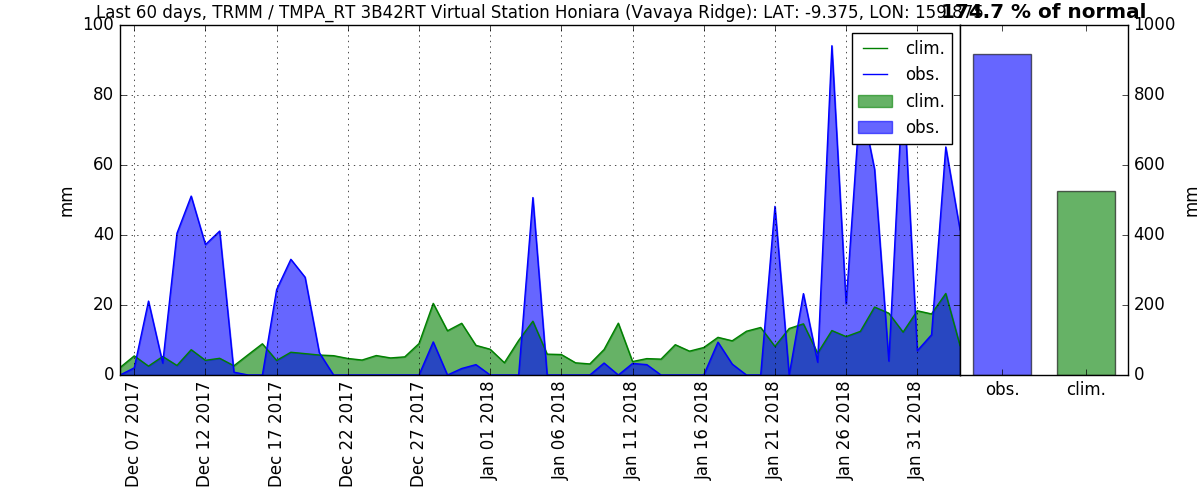 Last 60 days, TRMM / TMPA_RT 3B42RT Virtual Station Honiara (Vavaya Ridge): LAT: -9.375, LON: 159.875
174.7 % of normal
100
80
60
40
20
0
mm
clim.
obs.
clim.
obs.
1000
800
600
400
200
0
mm
Dec 07 2017
Dec 12 2017
Dec 17 2017
Dec 22 2017
Dec 27 2017
Jan 01 2018
Jan 06 2018
Jan 11 2018
Jan 16 2018
Jan 21 2018
Jan 26 2018
Jan 31 2018
obs.
clim.